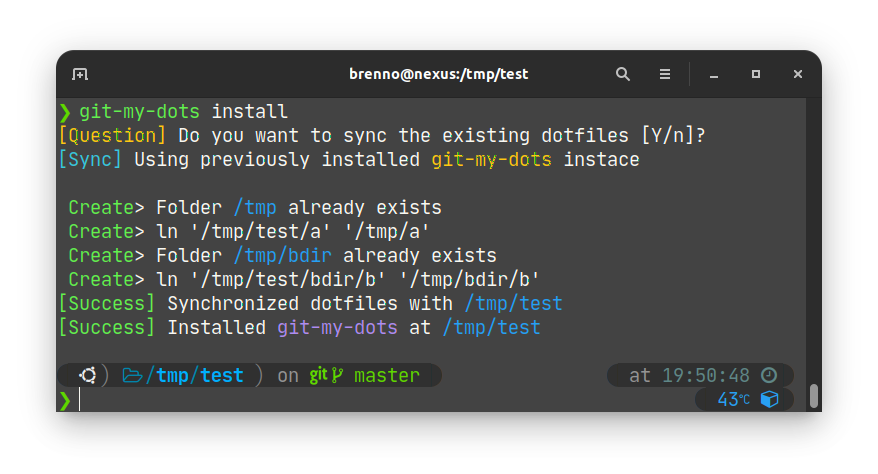 brenno@nexus:/tmp/test
❯ git-my-dots install
[Question] Do you want to sync the existing dotfiles [Y/n]?
[Sync] Using previously installed git-my-dots instace
Create> Folder /tmp already exists
Create> ln '/tmp/test/a' '/tmp/a'
Create> Folder /tmp/bdir already exists
Create> ln '/tmp/test/bdir/b' '/tmp/bdir/b'
[Success] Synchronized dotfiles with /tmp/test
[Success] Installed git-my-dots at /tmp/test
) /tmp/test ) on git master at 19:50:48
❯ 43°C